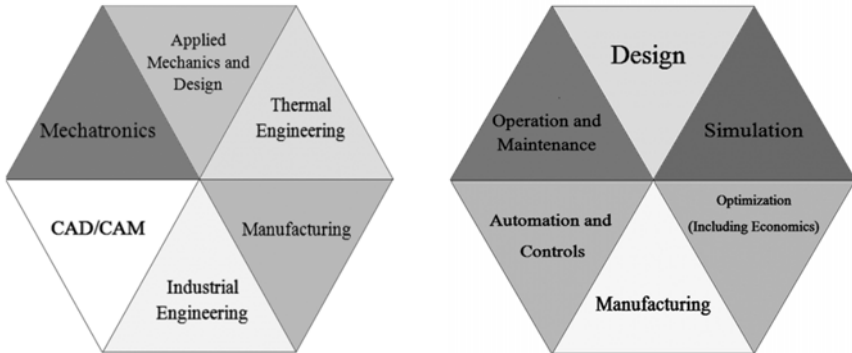 Applied
Mechanics and
Design
Thermal
Engineering
Mechatronics
CAD/CAM
Manufacturing
Industrial
Engineering
Design
Operation and
Maintenance
Simulation
Automation and
Controls
Optimization
(Including Economics)
Manufacturing